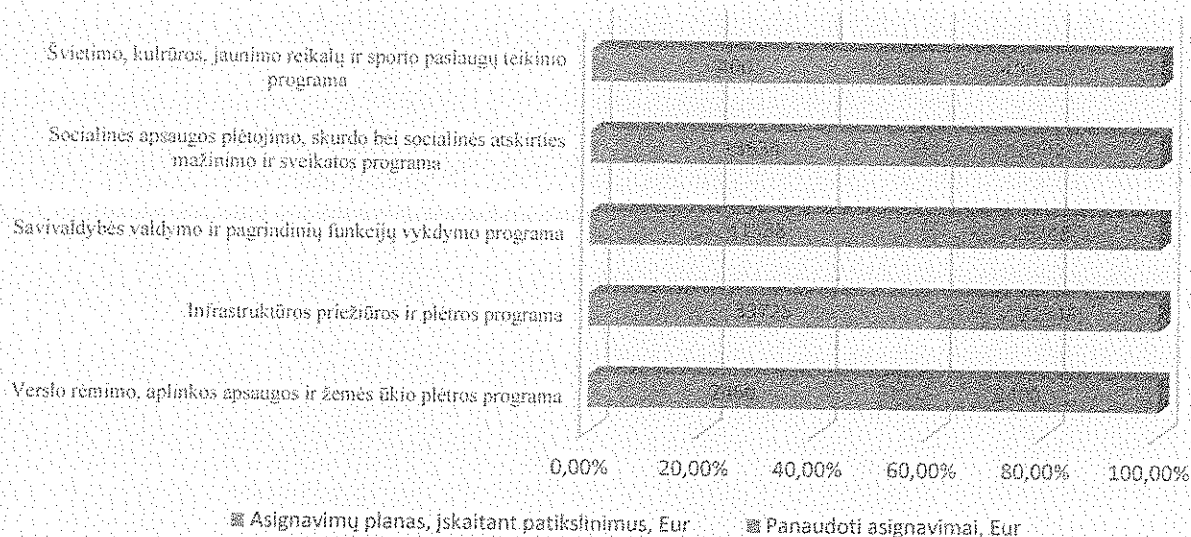 Švietimo, kulrūros, jaunimo reikalų ir sporto paslaugų teikinio
programa
Socialinės apsaugos plėtojimo, skurdo bei socialinės atskirties
mažinimo ir sveikatos programa
Savivaldybės valdymo ir pagrindinių funkcijų vykdymo programa
Infrastruktūros priežiūros ir plėtros programa
Verslo rėmimo, aplinkos apsaugos ir žemės ūkio plėtros programa
0,00% 20,00% 40,00% 60,00% 80,00% 100,00%
Asignavimų planas, įskaitant patikslinimus, Eur Panaudoti asignavimai, Eur